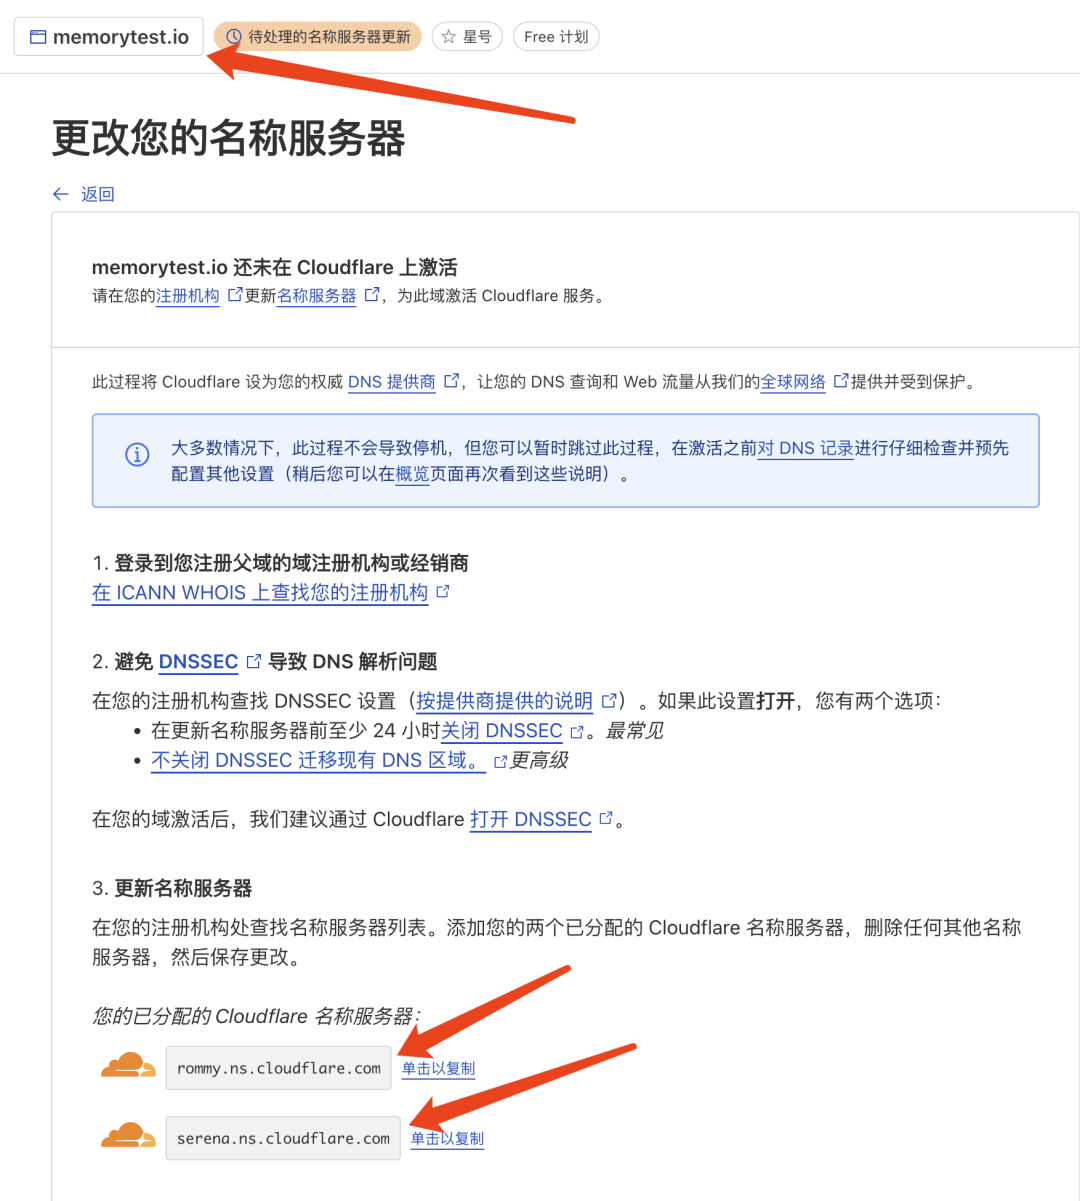 memorytest.io 待处理的名称服务器更新 星号 Free 计划
更改您的名称服务器
返回
memorytest.io 还未在 Cloudflare 上激活
请在您的注册机构更新名称服务器，为此域激活 Cloudflare 服务。
此过程将 Cloudflare 设为您的权威 DNS 提供商，让您的 DNS 查询和 Web 流量从我们的全球网络提供并受到保护。
大多数情况下，此过程不会导致停机，但您可以暂时跳过此过程，在激活之前对 DNS 记录进行仔细检查并预先
配置其他设置（稍后您可以在概览页面再次看到这些说明）。
1. 登录到您注册父域的域注册机构或经销商
在 ICANN WHOIS 上查找您的注册机构
2. 避免 DNSSEC 导致 DNS 解析问题
在您的注册机构查找 DNSSEC 设置（按提供商提供的说明）。如果此设置打开，您有两个选项：
• 在更新名称服务器前至少 24 小时关闭 DNSSEC。最常见
• 不关闭 DNSSEC 迁移现有 DNS 区域。更高级
在您的域激活后，我们建议通过 Cloudflare 打开 DNSSEC。
3. 更新名称服务器
在您的注册机构处查找名称服务器列表。添加您的两个已分配的 Cloudflare 名称服务器，删除任何其他名称
服务器，然后保存更改。
您的已分配的 Cloudflare 名称服务器：
rommy.ns.cloudflare.com 单击以复制
serena.ns.cloudflare.com 单击以复制